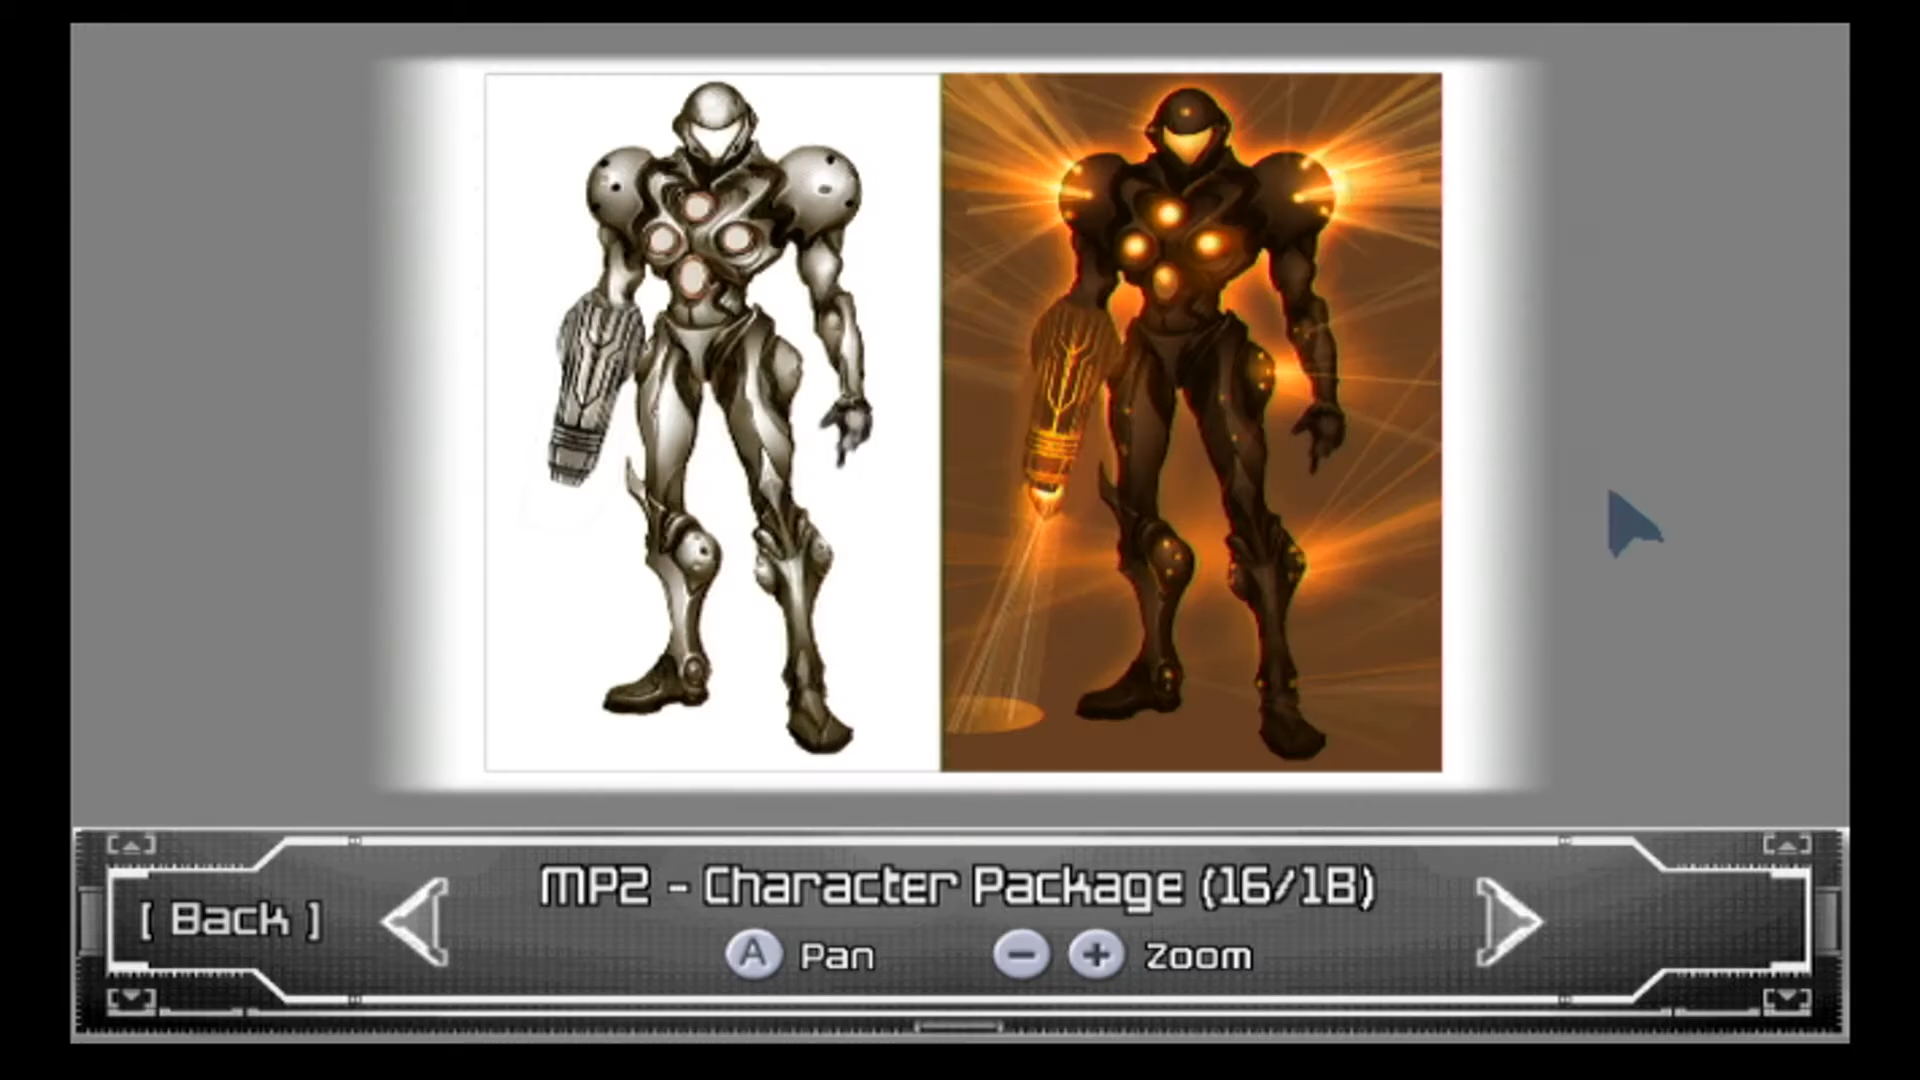 MP2 - Character Package (16/18)
[ Back ]
A Pan - + Zoom